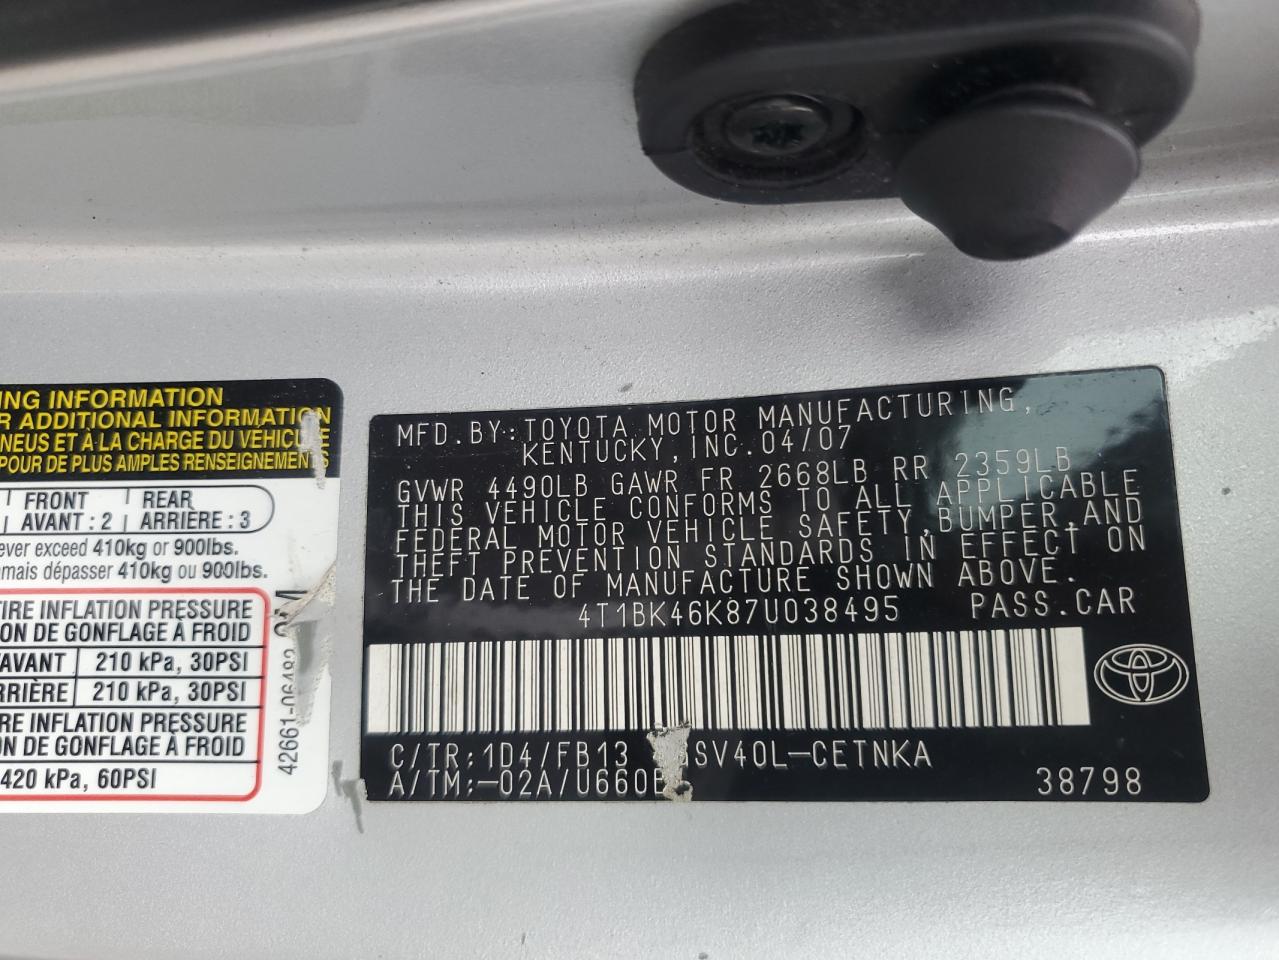 ING INFORMATION
R ADDITIONAL INFORMATION
NEUS ET À LA CHARGE DU VÉHICULE
POUR DE PLUS AMPLES RENSEIGNEMENTS
FRONT REAR
AVANT : 2 ARRIÈRE : 3
ever exceed 410kg or 900lbs.
amais dépasser 410kg ou 900lbs.
TIRE INFLATION PRESSURE
ION DE GONFLAGE À FROID
AVANT 210 kPa, 30PSI
RRIÈRE 210 kPa, 30PSI
IRE INFLATION PRESSURE
ON DE GONFLAGE À FROID
420 kPa, 60PSI
42661-06482
MFD.BY:TOYOTA MOTOR MANUFACTURING,
KENTUCKY,INC.04/07
GVWR 4490LB GAWR FR 2668LB RR 2359LB
THIS VEHICLE CONFORMS TO ALL APPLICABLE
FEDERAL MOTOR VEHICLE SAFETY,BUMPER,AND
THEFT PREVENTION STANDARDS IN EFFECT ON
THE DATE OF MANUFACTURE SHOWN ABOVE.
4T1BK46K87U038495 PASS.CAR
C/TR:1D4/FB13 SV40L-CETNKA
A/TM:-02A/U660E
38798